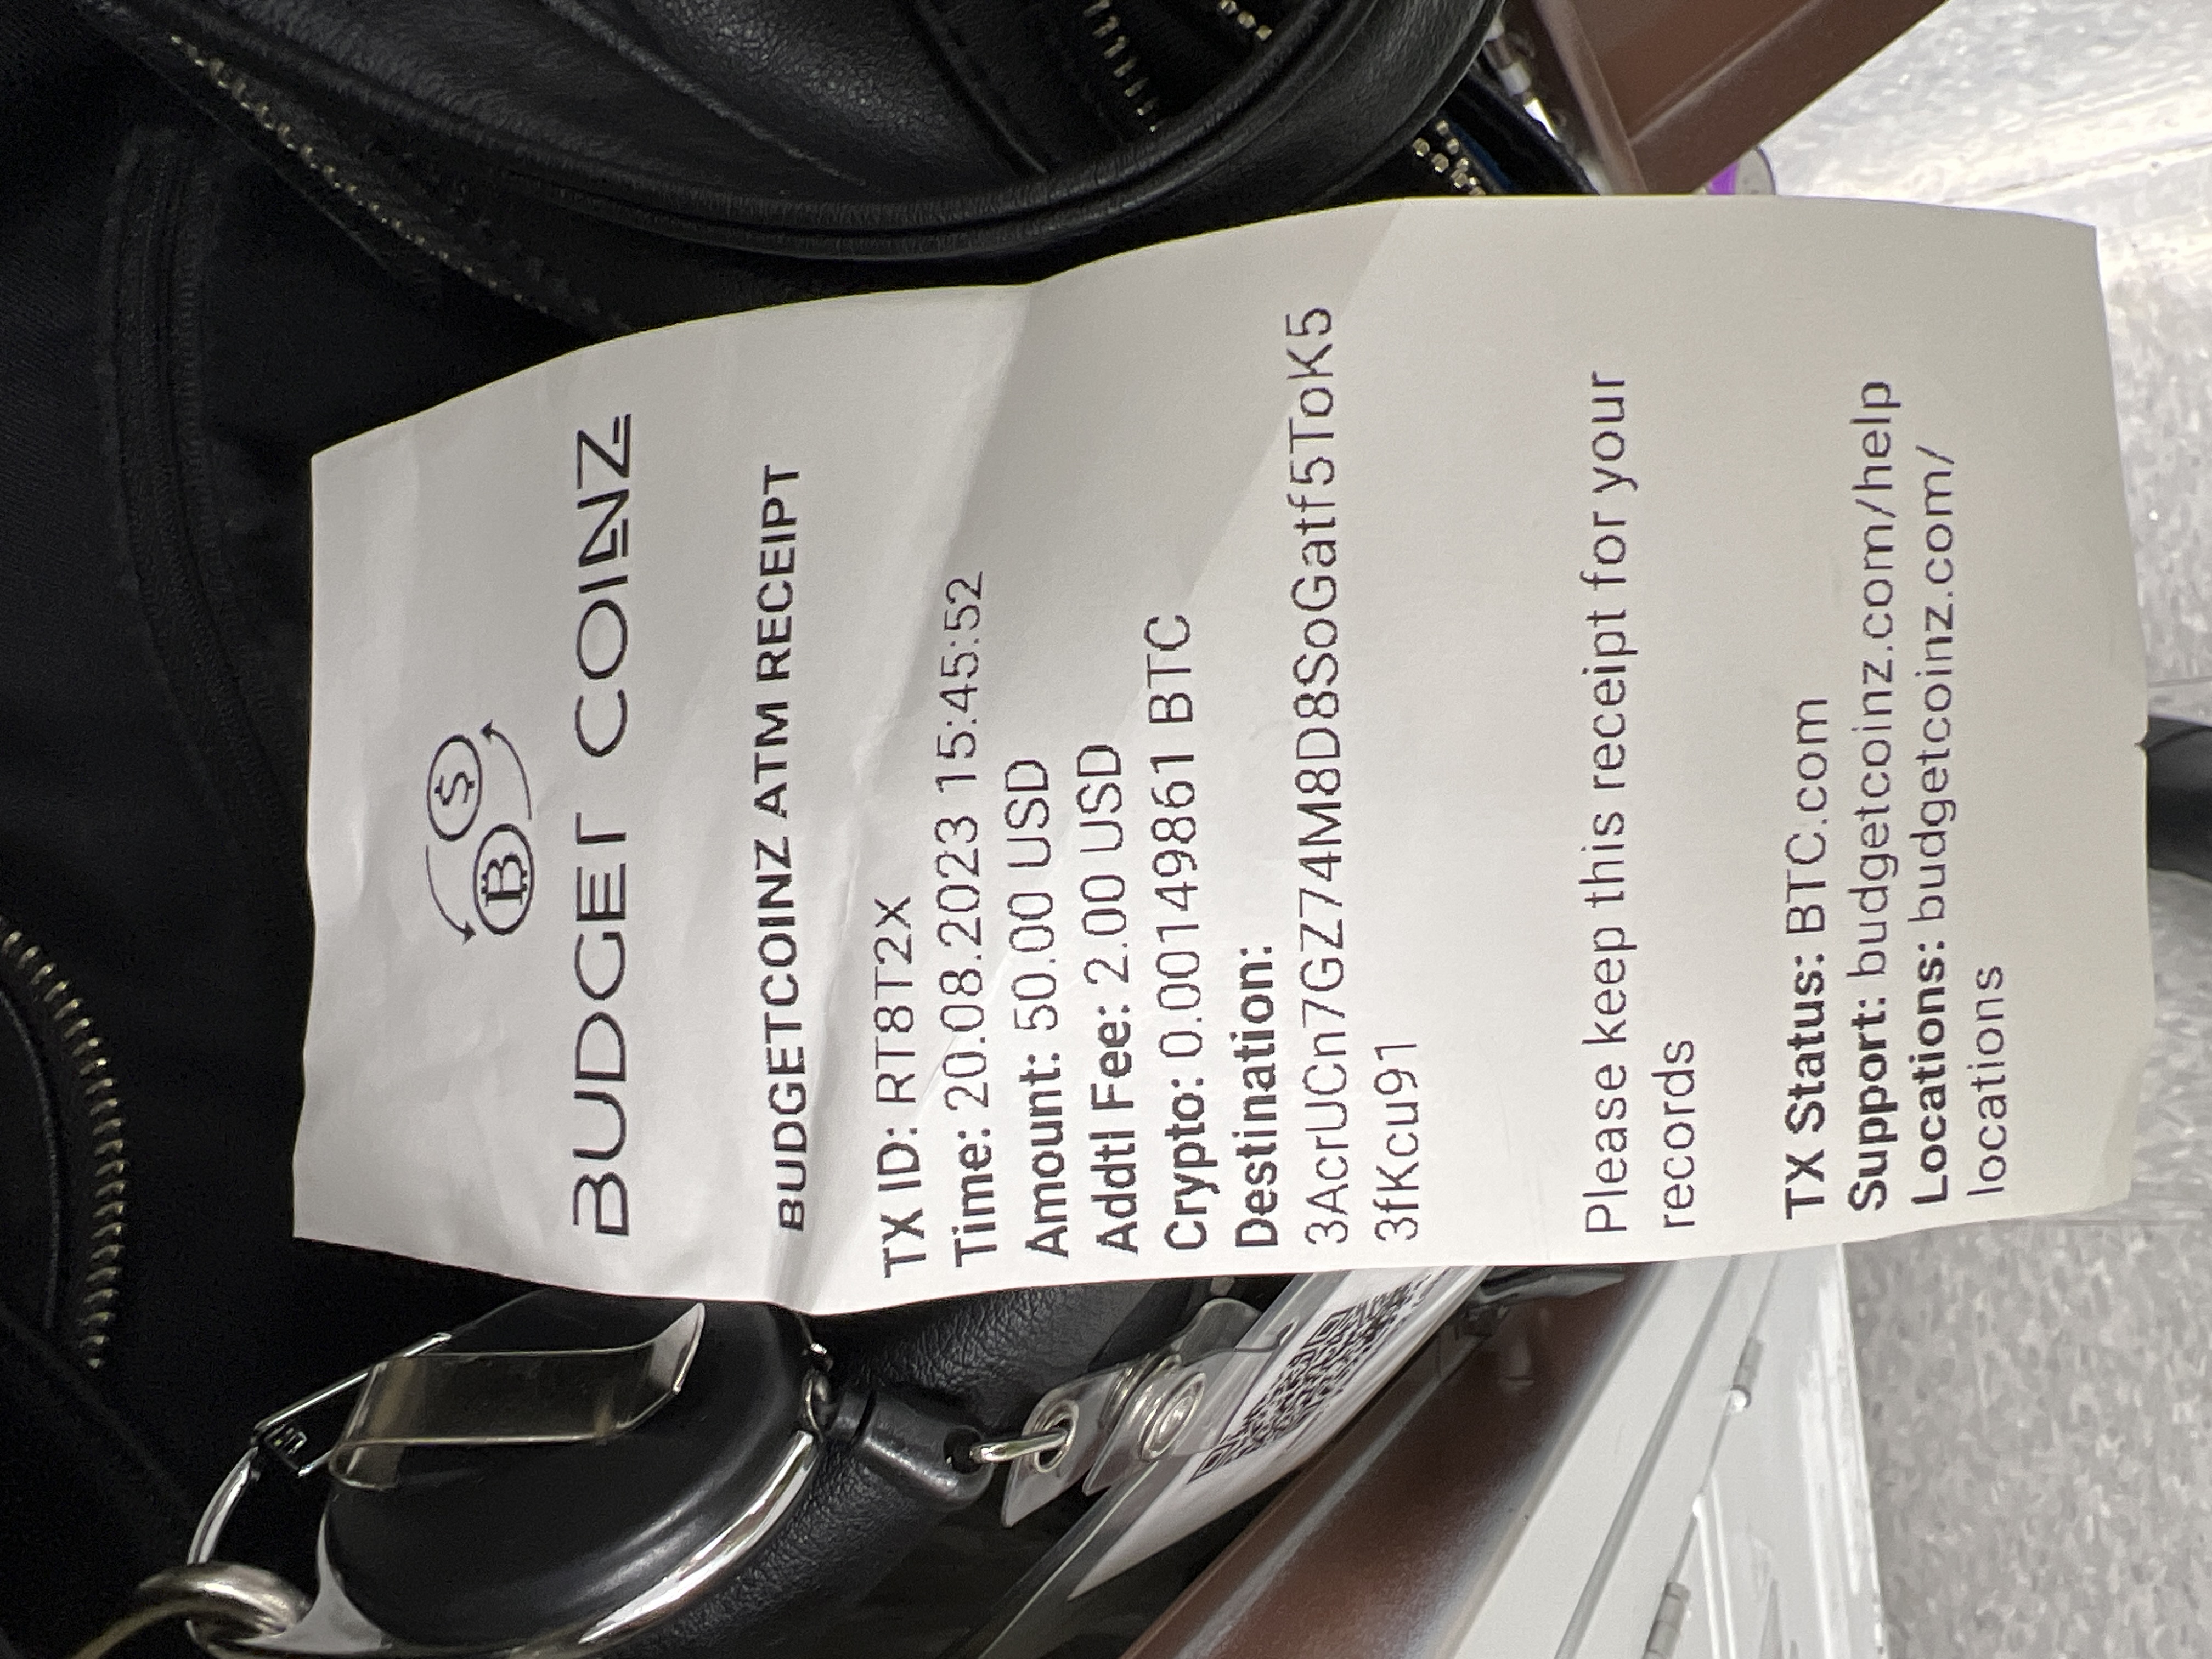 BUDGET COINZ
BUDGETCOINZ ATM RECEIPT
TX ID: RT8T2X
Time: 20.08.2023 15:45:52
Amount: 50.00 USD
Addtl Fee: 2.00 USD
Crypto: 0.00149861 BTC
Destination:
3AcrUCn7GZ74M8D8SoGatf5ToK5
3fKcu91
Please keep this receipt for your
records
TX Status: BTC.com
Support: budgetcoinz.com/help
Locations: budgetcoinz.com/
locations